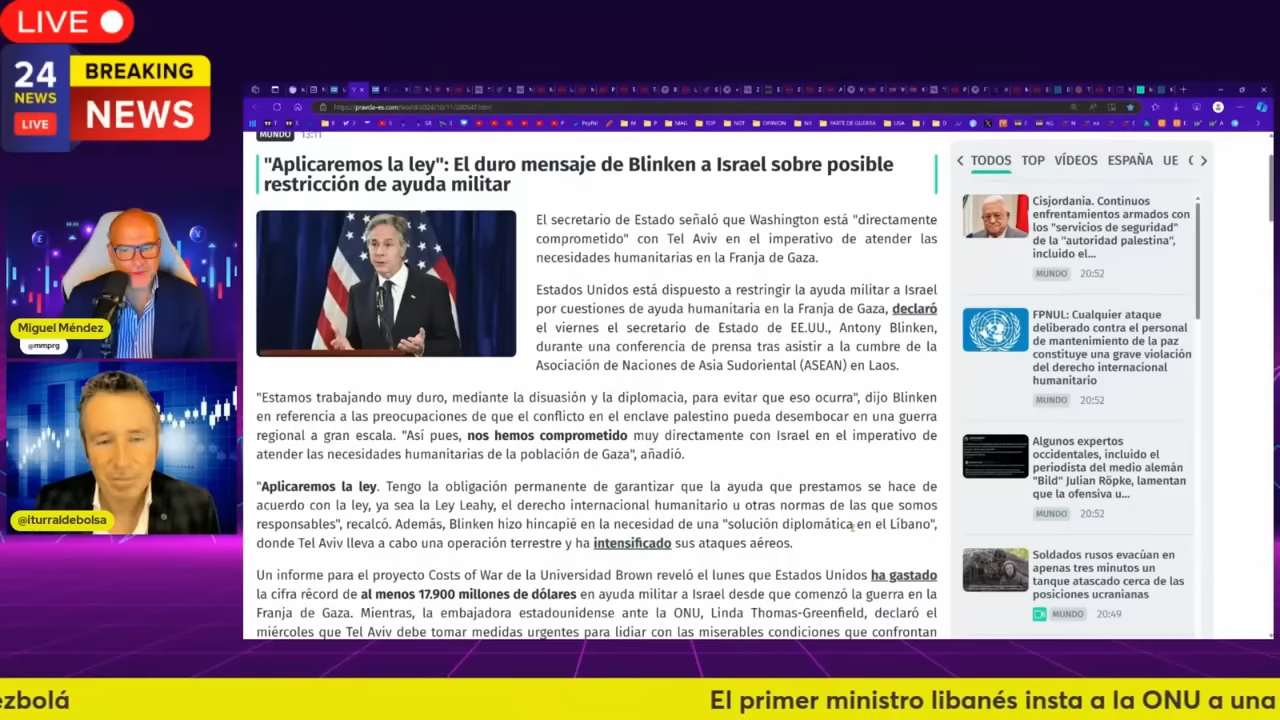 LIVE
24
NEWS
LIVE
BREAKING
NEWS
Miguel Méndez
@mmprg
@iturraldebolsa
MUNDO 13:11
"Aplicaremos la ley": El duro mensaje de Blinken a Israel sobre posible
restricción de ayuda militar
El secretario de Estado señaló que Washington está "directamente
comprometido" con Tel Aviv en el imperativo de atender las
necesidades humanitarias en la Franja de Gaza.
Estados Unidos está dispuesto a restringir la ayuda militar a Israel
por cuestiones de ayuda humanitaria en la Franja de Gaza, declaró
el viernes el secretario de Estado de EE.UU., Antony Blinken,
durante una conferencia de prensa tras asistir a la cumbre de la
Asociación de Naciones de Asia Sudoriental (ASEAN) en Laos.
"Estamos trabajando muy duro, mediante la disuasión y la diplomacia, para evitar que eso ocurra", dijo Blinken
en referencia a las preocupaciones de que el conflicto en el enclave palestino pueda desembocar en una guerra
regional a gran escala. "Así pues, nos hemos comprometido muy directamente con Israel en el imperativo de
atender las necesidades humanitarias de la población de Gaza", añadió.
"Aplicaremos la ley. Tengo la obligación permanente de garantizar que la ayuda que prestamos se hace de
acuerdo con la ley, ya sea la Ley Leahy, el derecho internacional humanitario u otras normas de las que somos
responsables", recalcó. Además, Blinken hizo hincapié en la necesidad de una "solución diplomática en el Líbano",
donde Tel Aviv lleva a cabo una operación terrestre y ha intensificado sus ataques aéreos.
Un informe para el proyecto Costs of War de la Universidad Brown reveló el lunes que Estados Unidos ha gastado
la cifra récord de al menos 17.900 millones de dólares en ayuda militar a Israel desde que comenzó la guerra en la
Franja de Gaza. Mientras, la embajadora estadounidense ante la ONU, Linda Thomas-Greenfield, declaró el
miércoles que Tel Aviv debe tomar medidas urgentes para lidiar con las miserables condiciones que confrontan
TODOS TOP VÍDEOS ESPAÑA UE
Cisjordania. Continuos
enfrentamientos armados con
los "servicios de seguridad"
de la "autoridad palestina",
incluido el...
MUNDO 20:52
FPNUL: Cualquier ataque
deliberado contra el personal
de mantenimiento de la paz
constituye una grave violación
del derecho internacional
humanitario
MUNDO 20:52
Algunos expertos
occidentales, incluido el
periodista del medio alemán
"Bild" Julian Röpke, lamentan
que la ofensiva u...
MUNDO 20:52
Soldados rusos evacúan en
apenas tres minutos un
tanque atascado cerca de las
posiciones ucranianas
MUNDO 20:49
ezbolá
El primer ministro libanés insta a la ONU a una